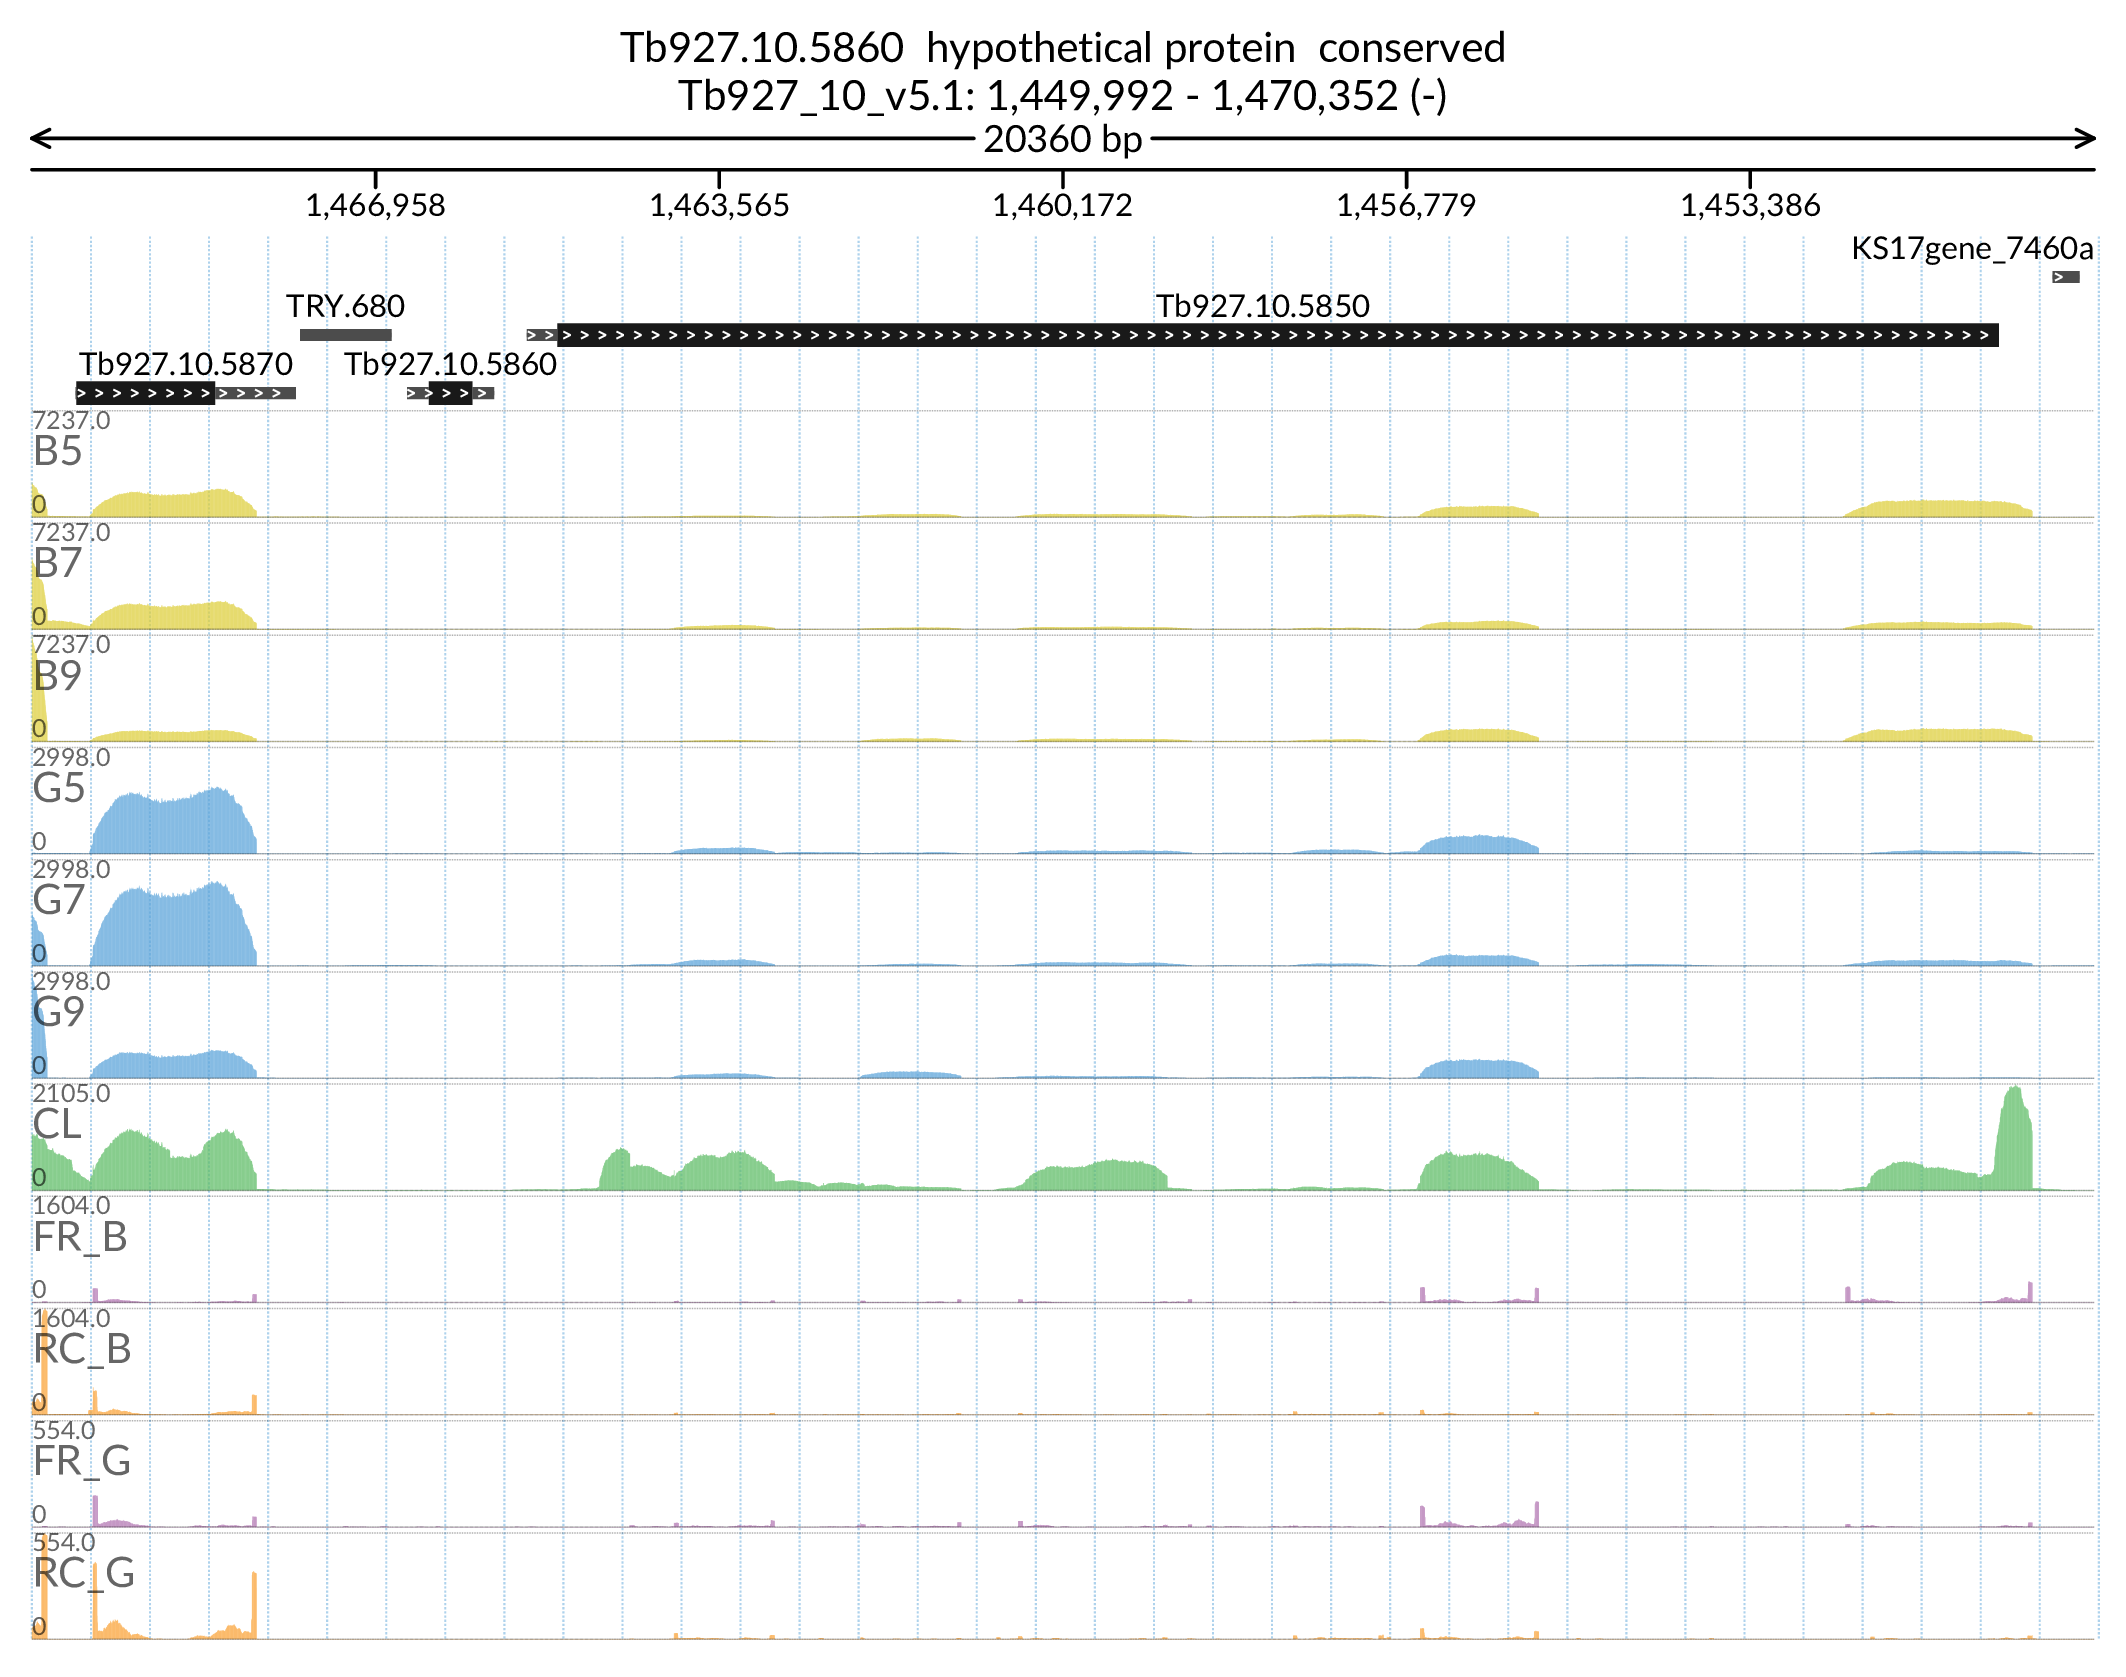 Tb927.10.5860  hypothetical protein  conserved
Tb927_10_v5.1: 1,449,992 - 1,470,352 (-)
20360 bp
1,466,958 1,463,565 1,460,172 1,456,779 1,453,386
KS17gene_7460a
TRY.680 Tb927.10.5850
Tb927.10.5870 Tb927.10.5860
7237.0
B5
0
7237.0
B7
0
7237.0
B9
0
2998.0
G5
0
2998.0
G7
0
2998.0
G9
0
2105.0
CL
0
1604.0
FR_B
0
1604.0
RC_B
0
554.0
FR_G
0
554.0
RC_G
0